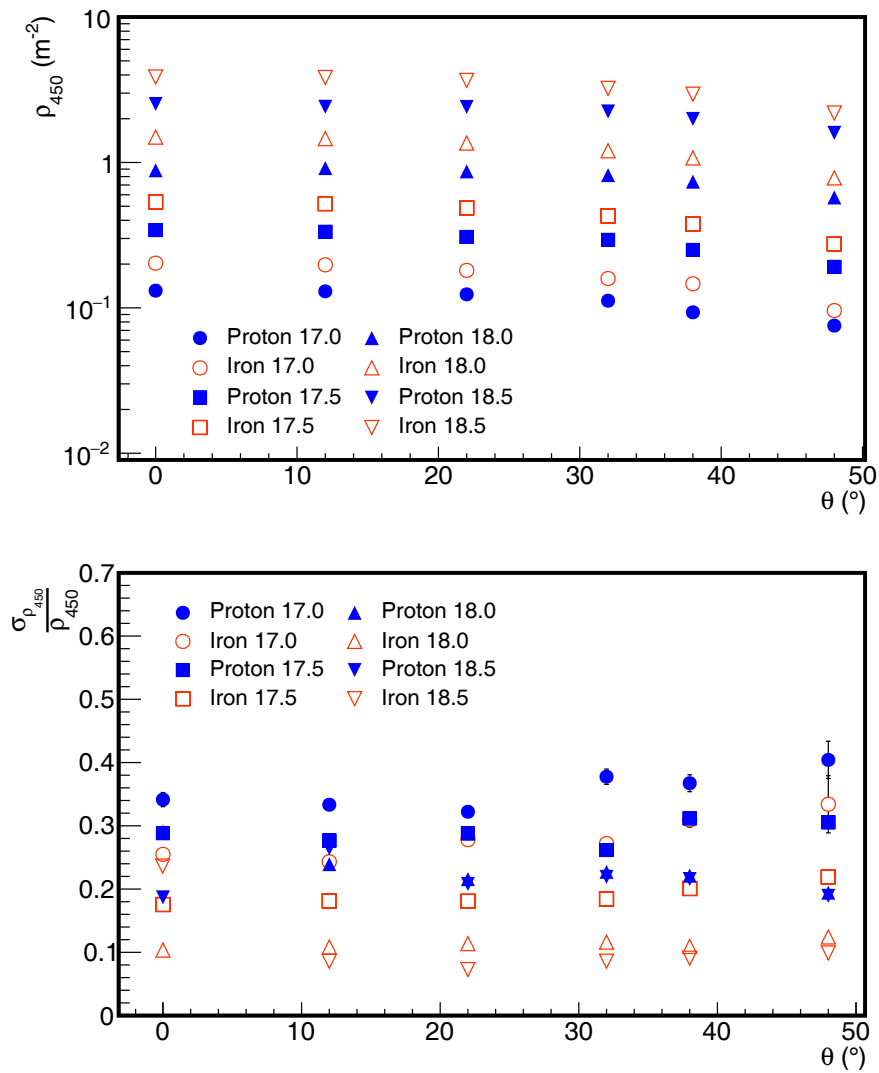 ρ450 (m−2)
10
1
10−1
10−2
Proton 17.0
Proton 18.0
Iron 17.0
Iron 18.0
Proton 17.5
Proton 18.5
Iron 17.5
Iron 18.5
0 10 20 30 40 50
θ (°)
σρ450
ρ450
0.7
0.6
0.5
0.4
0.3
0.2
0.1
0
Proton 17.0
Proton 18.0
Iron 17.0
Iron 18.0
Proton 17.5
Proton 18.5
Iron 17.5
Iron 18.5
0 10 20 30 40 50
θ (°)